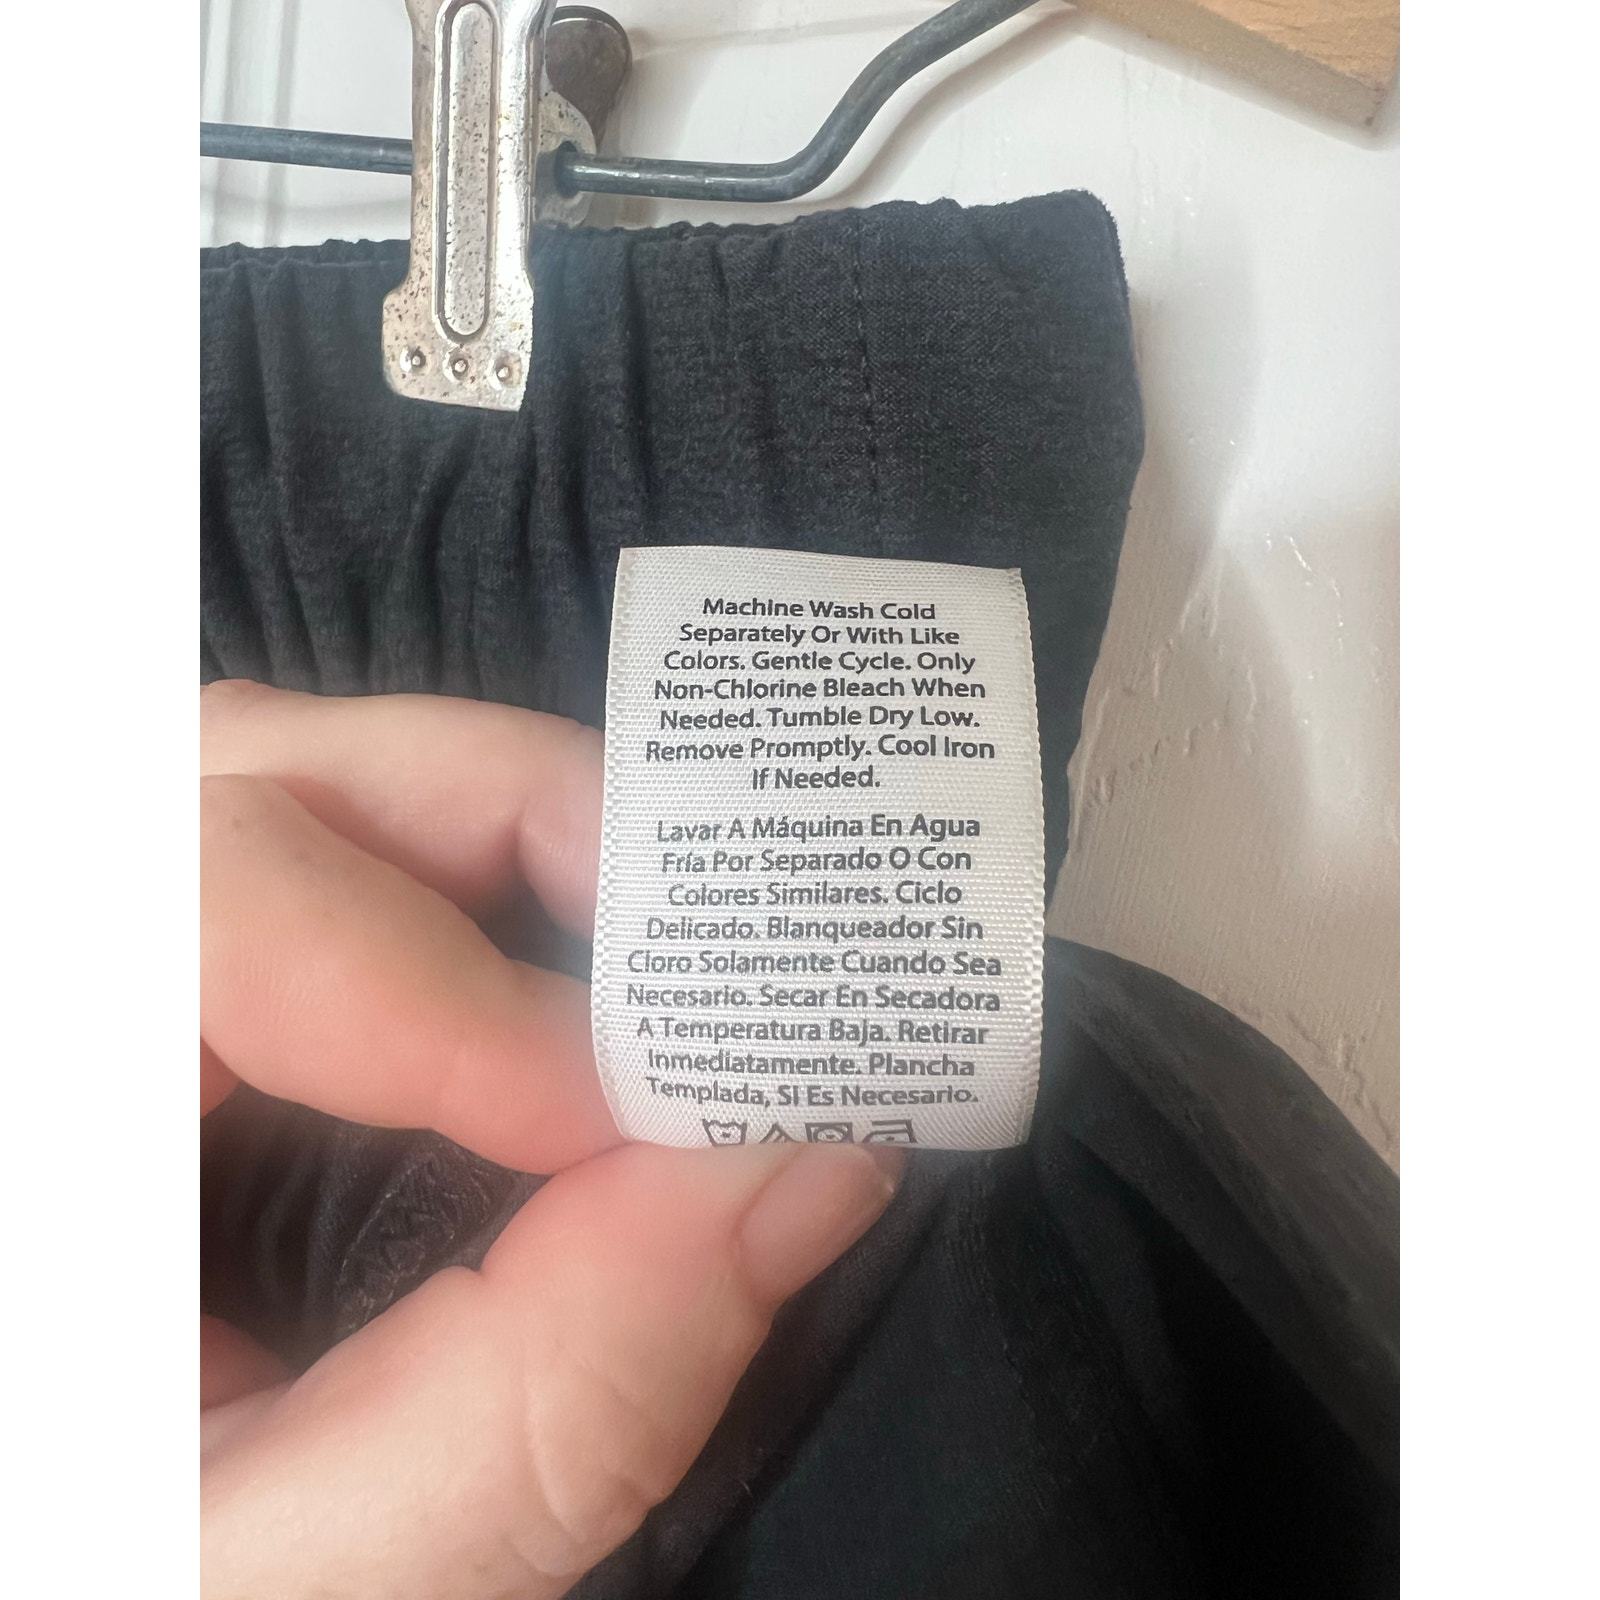 Machine Wash Cold
Separately Or With Like
Colors. Gentle Cycle. Only
Non-Chlorine Bleach When
Needed. Tumble Dry Low.
Remove Promptly. Cool Iron
If Needed.
Lavar A Máquina En Agua
Fría Por Separado O Con
Colores Similares. Ciclo
Delicado. Blanqueador Sin
Cloro Solamente Cuando Sea
Necesario. Secar En Secadora
A Temperatura Baja. Retirar
Inmediatamente. Plancha
Templada, SI Es Necesario.